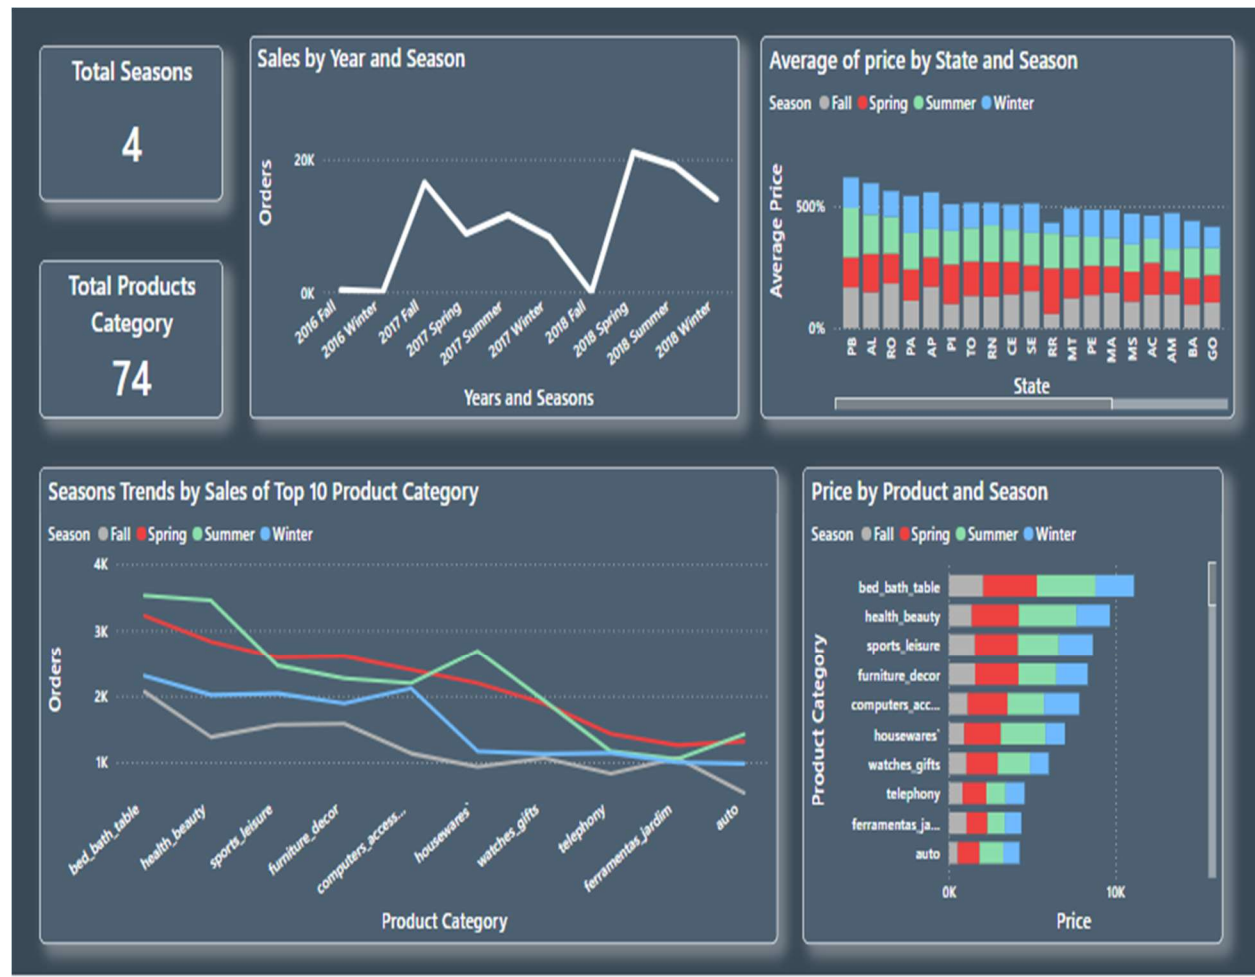 Total Seasons
4
Total Products
Category
74
Sales by Year and Season
Orders
20K
0K
2016 Fall
2016 Winter
2017 Fall
2017 Spring
2017 Summer
2017 Winter
2018 Fall
2018 Spring
2018 Summer
2018 Winter
Years and Seasons
Average of price by State and Season
Season Fall Spring Summer Winter
Average Price
500%
0%
PB
AL
RO
PA
AP
PI
TO
RN
CE
SE
RR
MT
PE
MA
MS
AC
AM
BA
GO
State
Seasons Trends by Sales of Top 10 Product Category
Season Fall Spring Summer Winter
Orders
4K
3K
2K
1K
bed_bath_table
health_beauty
sports_leisure
furniture_decor
computers_access...
housewares`
watches_gifts
telephony
ferramentas_jardim
auto
Product Category
Price by Product and Season
Season Fall Spring Summer Winter
Product Category
bed_bath_table
health_beauty
sports_leisure
furniture_decor
computers_acc...
housewares`
watches_gifts
telephony
ferramentas_ja...
auto
0K
10K
Price